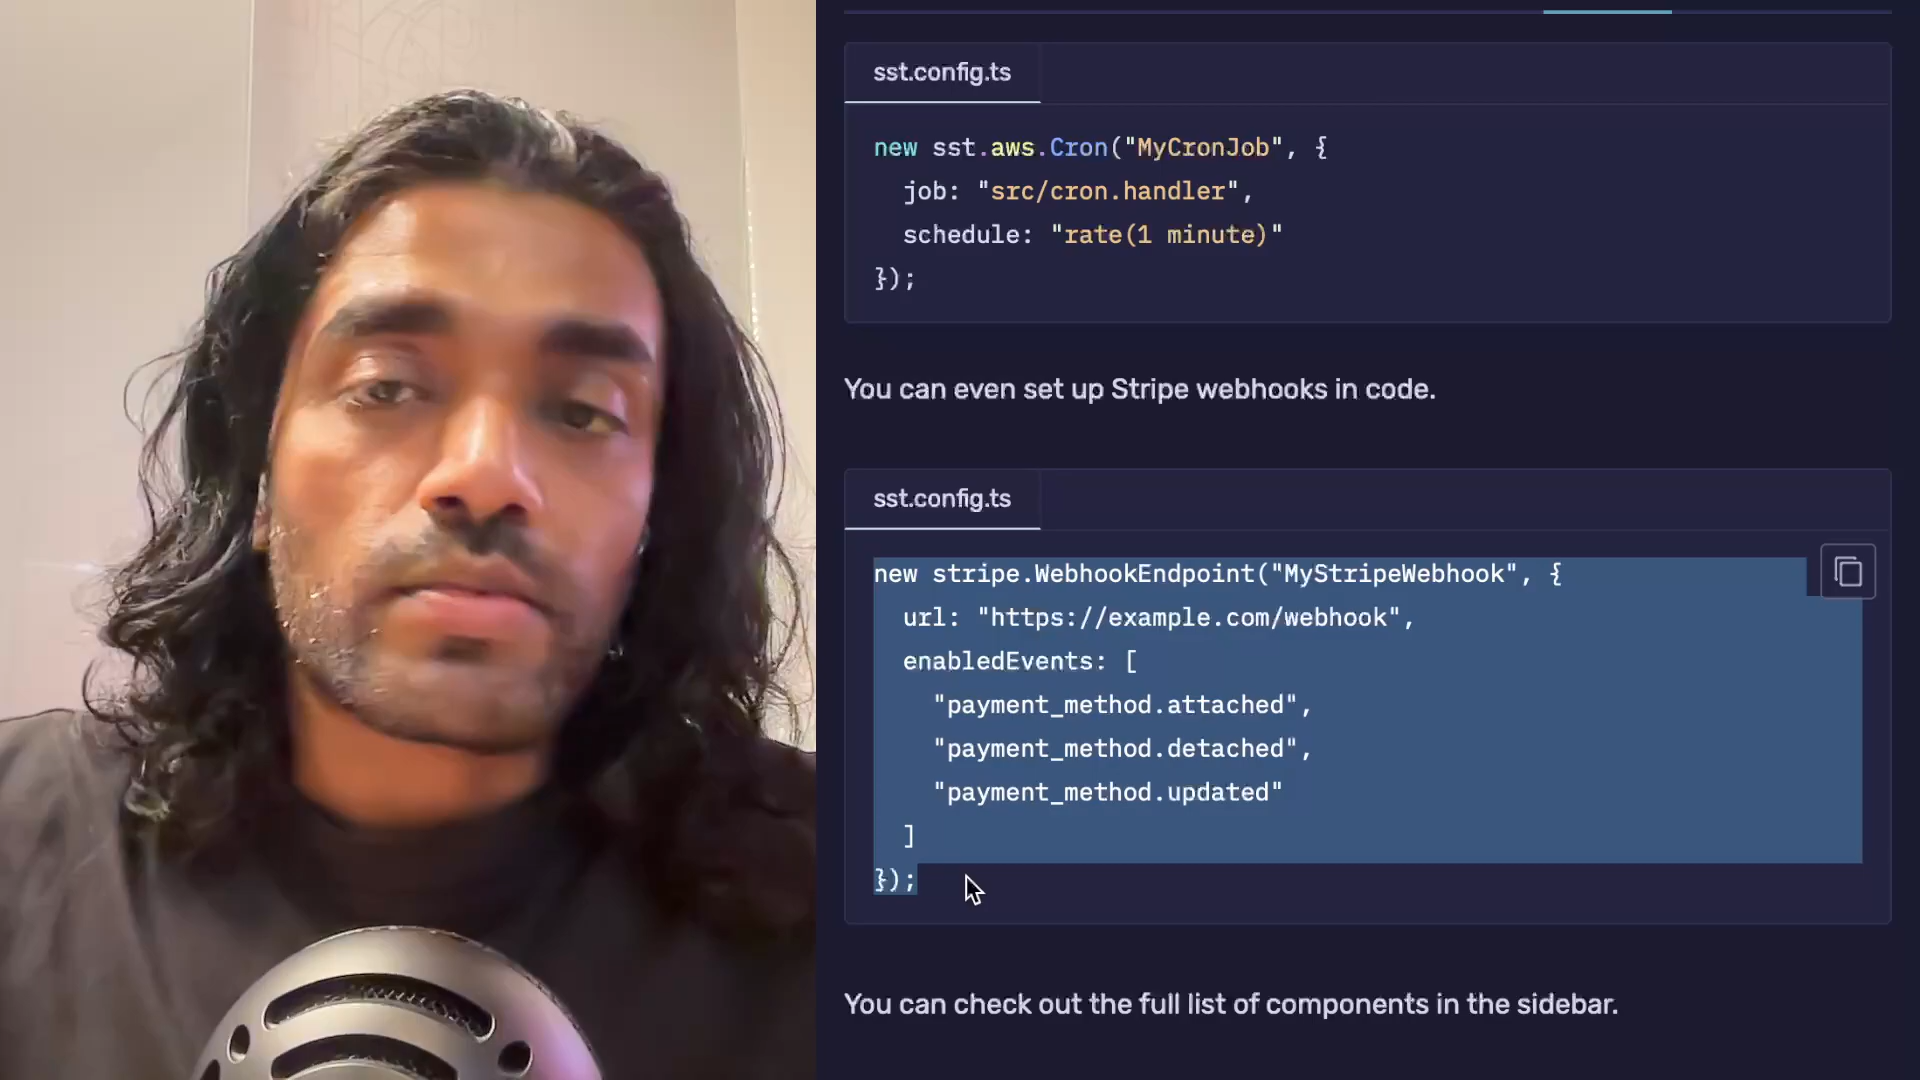 sst.config.ts
new sst.aws.Cron("MyCronJob", {
  job: "src/cron.handler",
  schedule: "rate(1 minute)"
});
You can even set up Stripe webhooks in code.
sst.config.ts
new stripe.WebhookEndpoint("MyStripeWebhook", {
  url: "https://example.com/webhook",
  enabledEvents: [
    "payment_method.attached",
    "payment_method.detached",
    "payment_method.updated"
  ]
});
You can check out the full list of components in the sidebar.